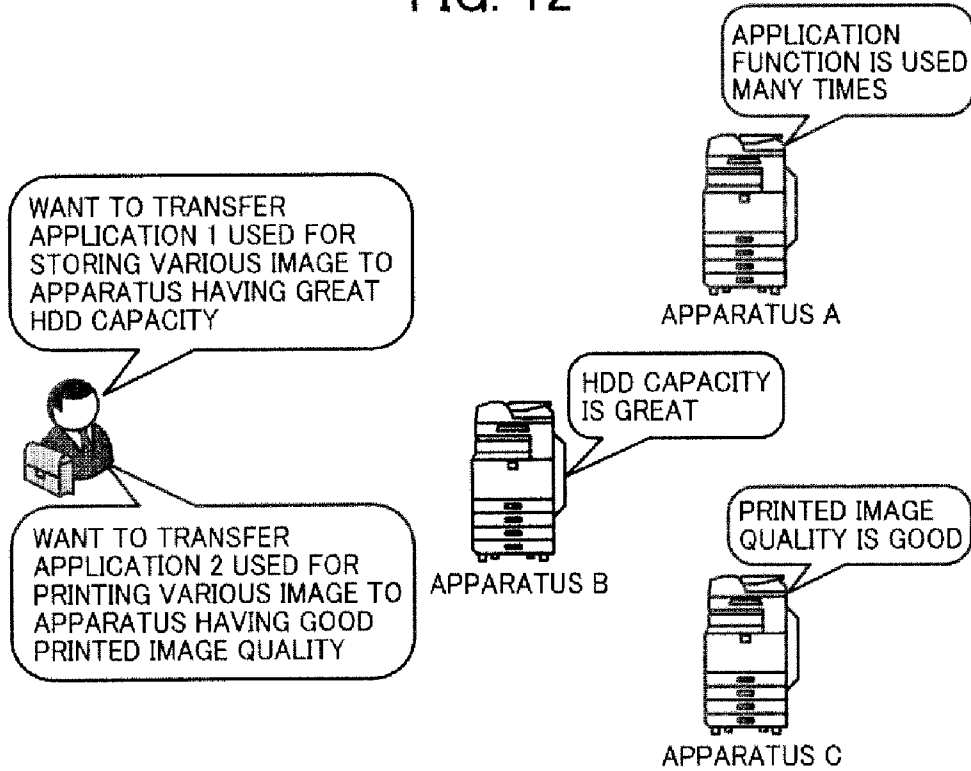 FIG. 12
APPLICATION
FUNCTION IS USED
MANY TIMES
APPARATUS A
WANT TO TRANSFER
APPLICATION 1 USED FOR
STORING VARIOUS IMAGE TO
APPARATUS HAVING GREAT
HDD CAPACITY
HDD CAPACITY
IS GREAT
APPARATUS B
WANT TO TRANSFER
APPLICATION 2 USED FOR
PRINTING VARIOUS IMAGE TO
APPARATUS HAVING GOOD
PRINTED IMAGE QUALITY
PRINTED IMAGE
QUALITY IS GOOD
APPARATUS C